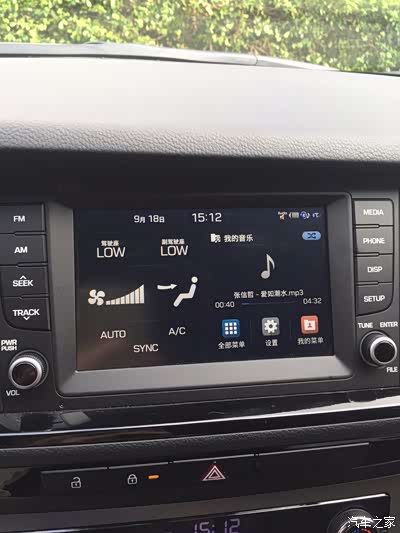 9月 18日 15:12
驾驶座 LOW
副驾驶座 LOW
我的音乐
张信哲 - 爱如潮水.mp3
00:40 04:32
AUTO
SYNC
A/C
全部菜单
设置
我的菜单
FM
AM
SEEK
TRACK
PWR
PUSH
VOL
MEDIA
PHONE
DISP
SETUP
TUNE ENTER
FILE
15:12
汽车之家